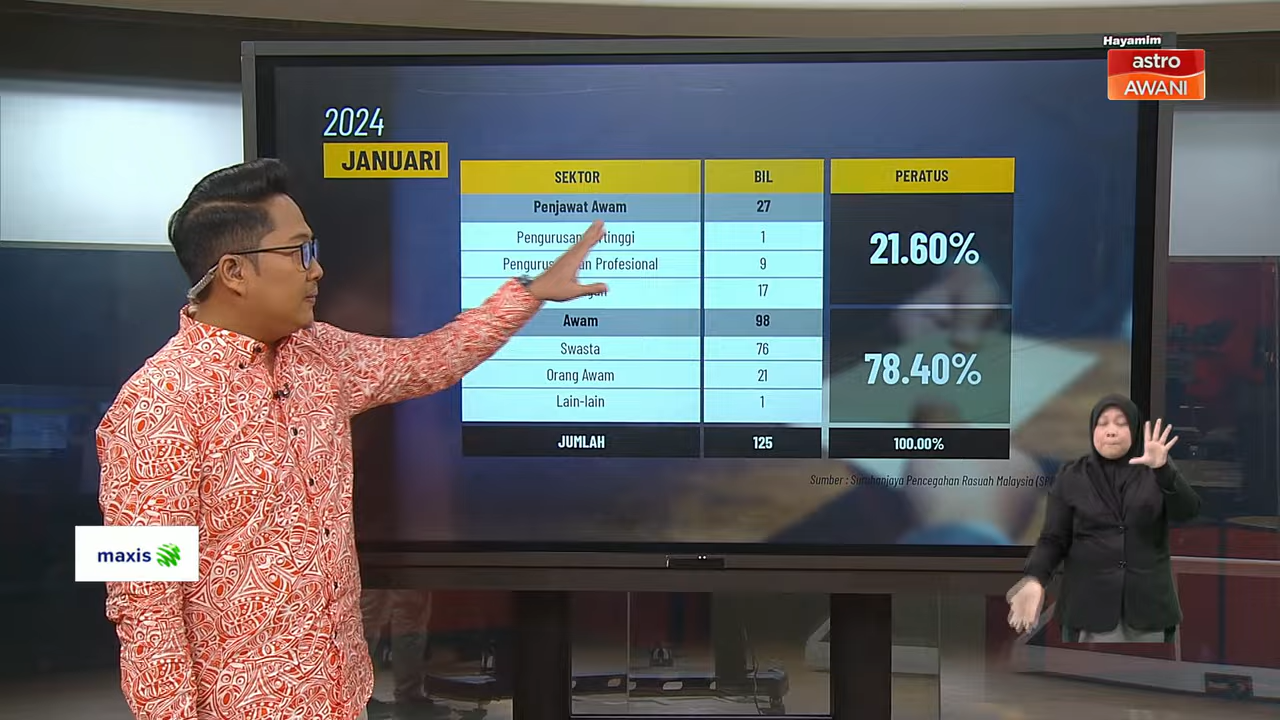 Hayamim
astro
AWANI
2024
JANUARI
SEKTOR BIL PERATUS
Penjawat Awam 27 21.60%
Pengurusan 1
9
17
Awam 98 78.40%
Swasta 76
Orang Awam 21
Lain-lain 1
JUMLAH 125 100.00%
Sumber : Suruhanjaya Pencegahan Rasuah Malaysia
maxis